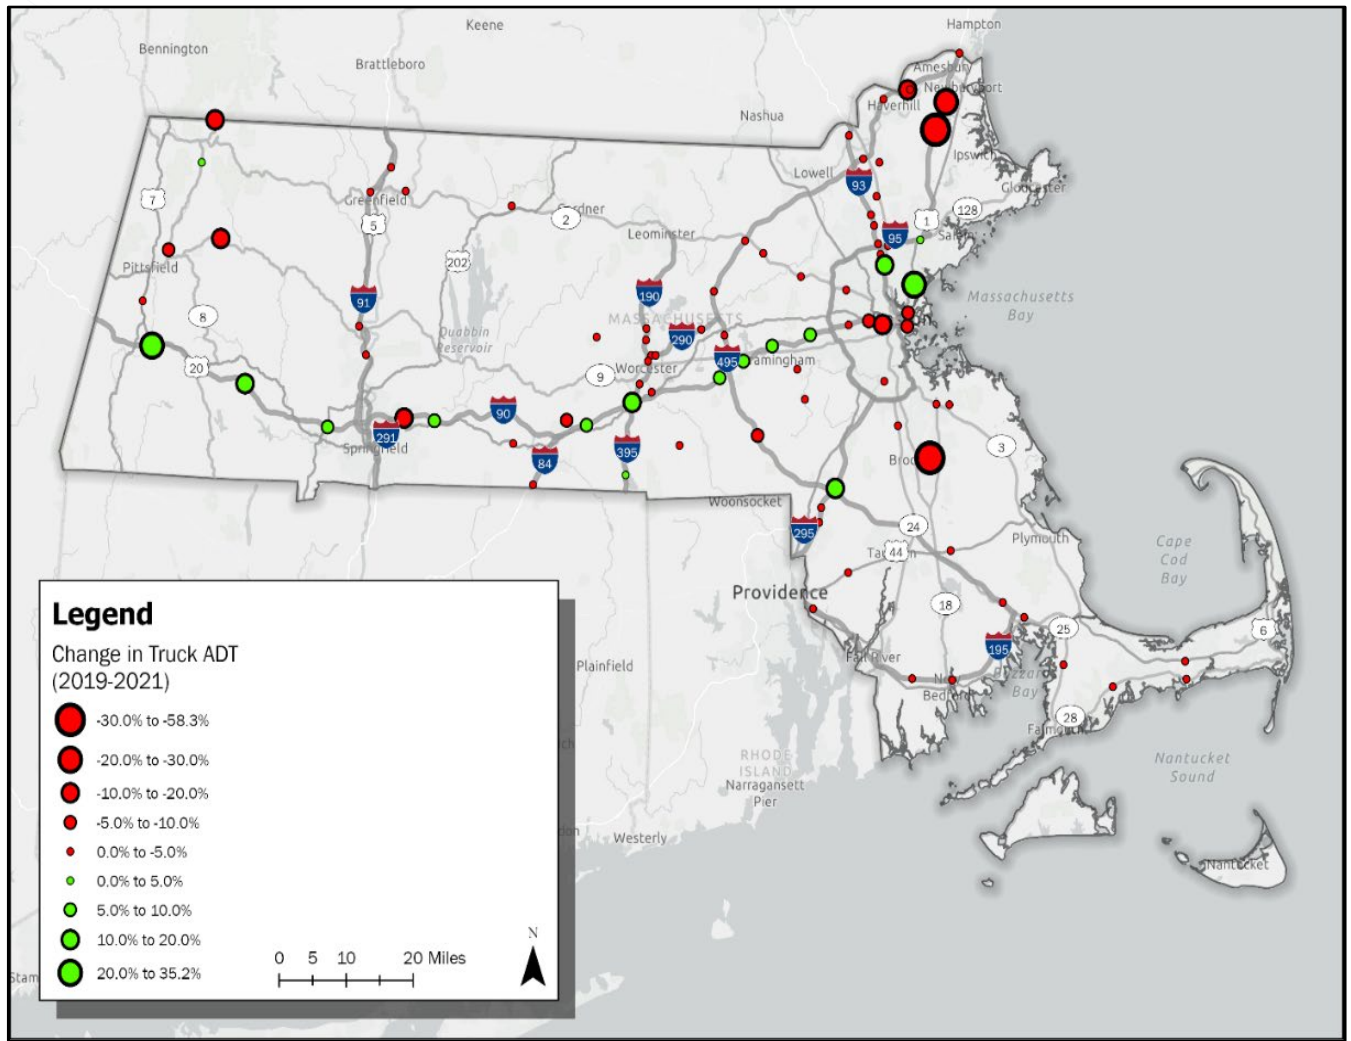 Hampton
Keene
Bennington
Brattleboro
Amesbury
Newburyport
Haverhill
Nashua
Ipswich
Lowell
93
Gloucester
7
Greenfield
5
Gardner
2
128
1
95
Salem
Leominster
202
Pittsfield
91
190
Massachusetts
Bay
8
MASSACHUSETTS
Quabbin
Reservoir
290
20
9
Worcester
495
Framingham
90
291
Springfield
84
395
3
Woonsocket
295
24
44
Plymouth
Cape
Cod
Bay
Providence
18
25
6
195
Fall River
Bedford
Bay
Plainfield
28
Falmouth
RHODE
ISLAND
Narragansett
Pier
Nantucket
Sound
Westerly
Nantucket
Legend
Change in Truck ADT
(2019-2021)
-30.0% to -58.3%
-20.0% to -30.0%
-10.0% to -20.0%
-5.0% to -10.0%
0.0% to -5.0%
0.0% to 5.0%
5.0% to 10.0%
10.0% to 20.0%
20.0% to 35.2%
0 5 10 20 Miles
N